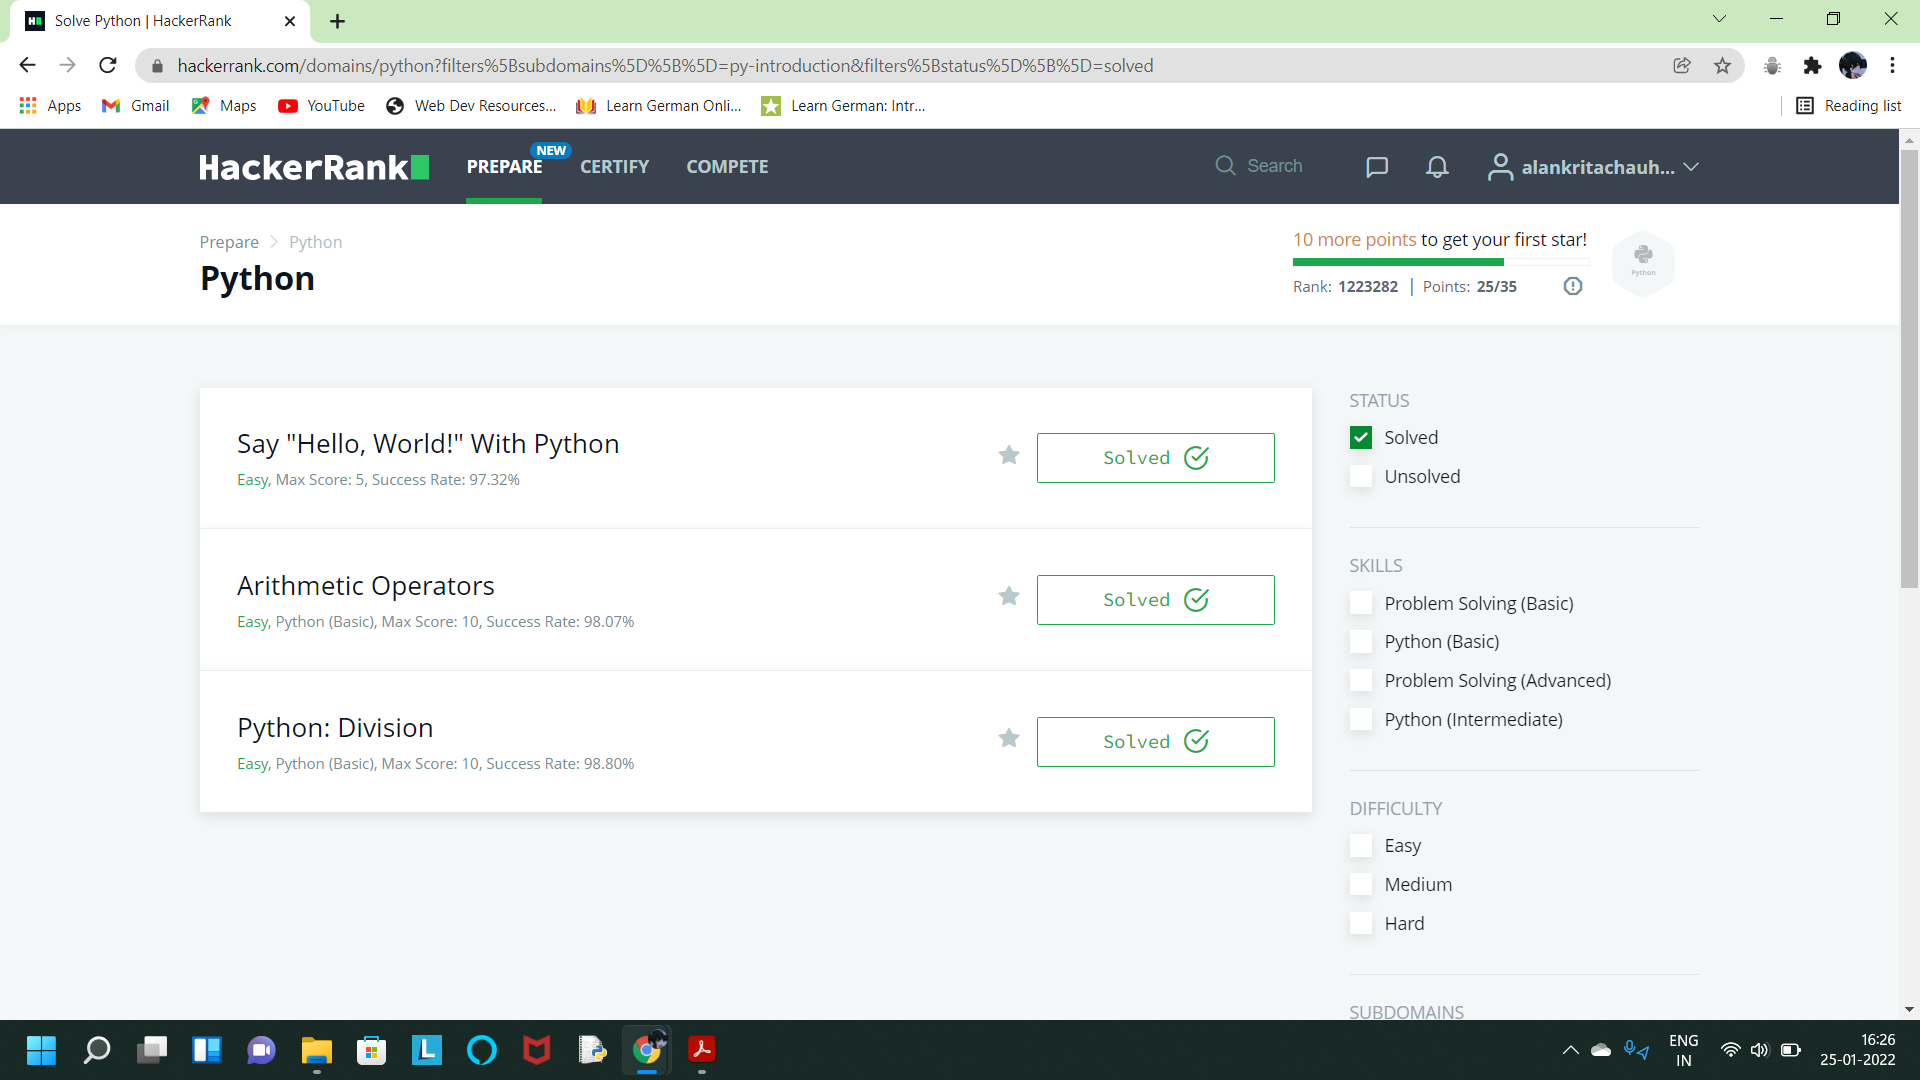 Solve Python | HackerRank
hackerrank.com/domains/python?filters%5Bsubdomains%5D%5B%5D=py-introduction&filters%5Bstatus%5D%5B%5D=solved
Apps Gmail Maps YouTube Web Dev Resources... Learn German Onli... Learn German: Intr... Reading list
HackerRank PREPARE NEW CERTIFY COMPETE Search alankritachauh...
Prepare Python
Python
10 more points to get your first star!
Rank: 1223282 | Points: 25/35
Python
Say "Hello, World!" With Python
Easy, Max Score: 5, Success Rate: 97.32%
Solved
Arithmetic Operators
Easy, Python (Basic), Max Score: 10, Success Rate: 98.07%
Solved
Python: Division
Easy, Python (Basic), Max Score: 10, Success Rate: 98.80%
Solved
STATUS
Solved
Unsolved
SKILLS
Problem Solving (Basic)
Python (Basic)
Problem Solving (Advanced)
Python (Intermediate)
DIFFICULTY
Easy
Medium
Hard
SUBDOMAINS
ENG
IN
16:26
25-01-2022